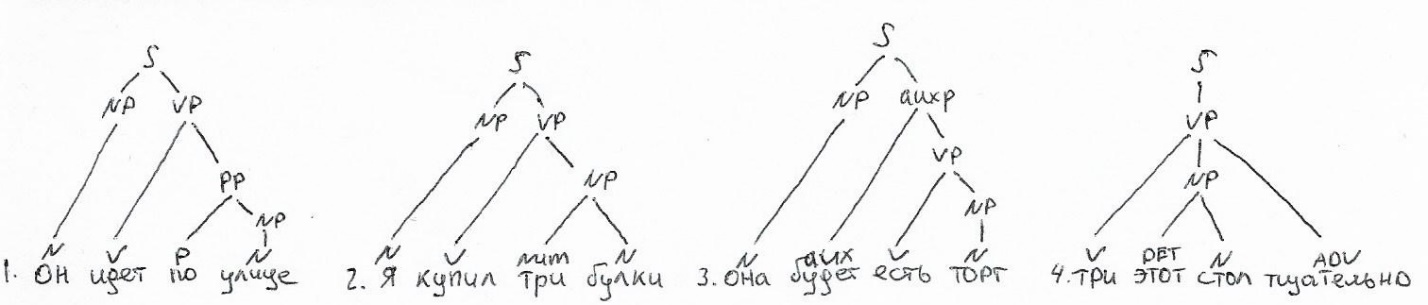 S
NP VP
PP
NP
N V P N
1. Он идет по улице
S
NP VP
NP
N V num N
2. Я купил три булки
S
NP auxp
VP
NP
N aux V N
3. Она будет есть торт
S
VP
NP
V DET N ADV
4. три этот стол тщательно